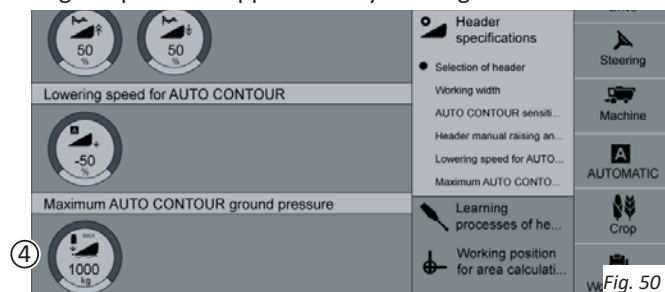 50
%
50
%
Lowering speed for AUTO CONTOUR
A
-50
%
Maximum AUTO CONTOUR ground pressure
④
MAX
1000
kg
Header
specifications
Selection of header
Working width
AUTO CONTOUR sensiti...
Header manual raising an...
Lowering speed for AUTO...
Maximum AUTO CONTO...
Learning
processes of he...
Working position
for area calculati...
Steering
Machine
A
AUTOMATIC
Crop
Fig. 50